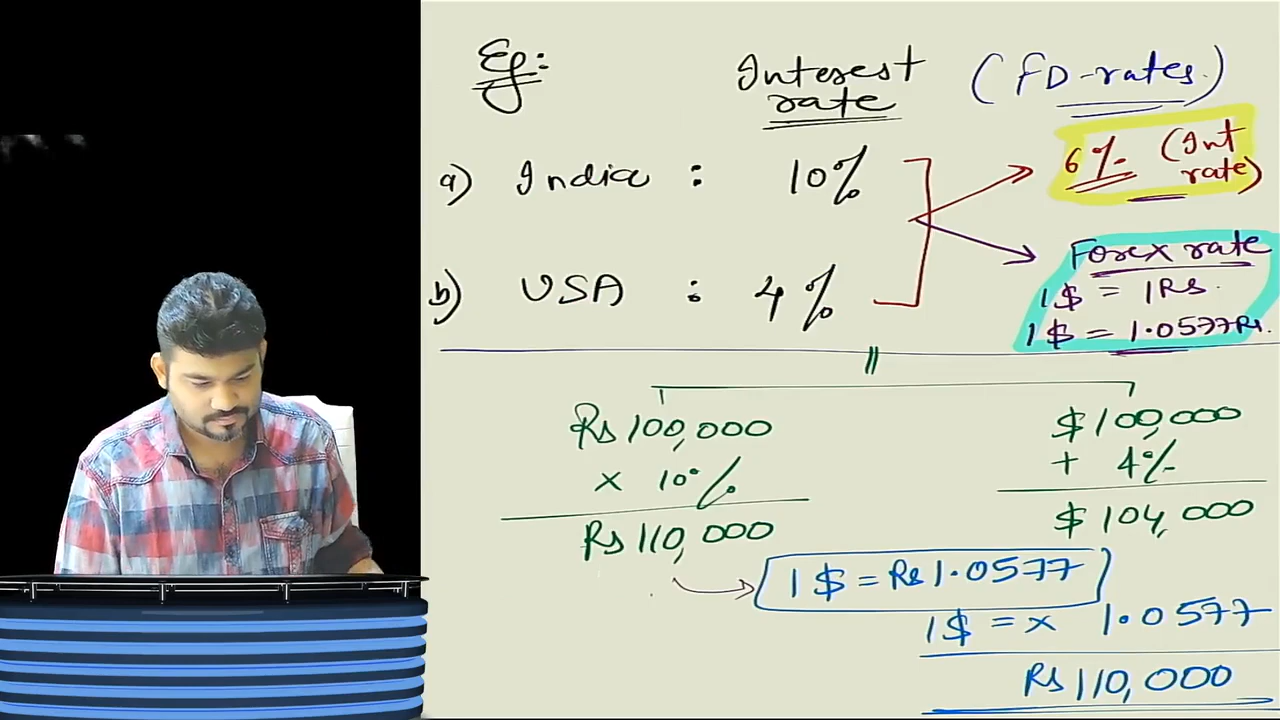 Eg:
Interest rate (FD-rates.)
a) India : 10%
6% (Int rate)
b) USA : 4%
Forex rate
1$ = 1Rs.
1$ = 1.0577Rs.
Rs 100,000
x 10%
Rs 110,000
$100,000
+ 4%
$ 104,000
1$ = Rs 1.0577
1$ = x 1.0577
Rs 110,000